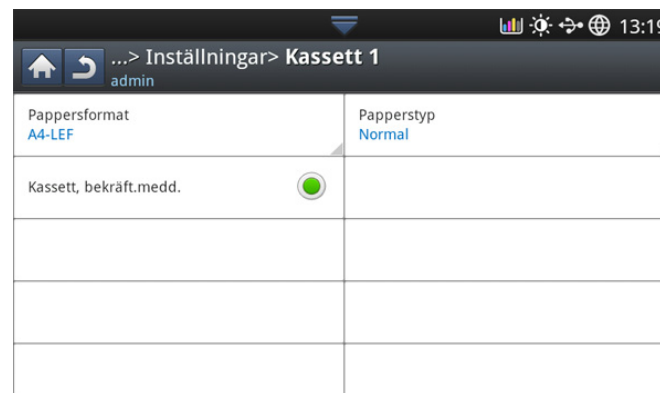 13:19
...> Inställningar> Kassett 1
admin
Pappersformat
A4-LEF
Papperstyp
Normal
Kassett, bekräft.medd.